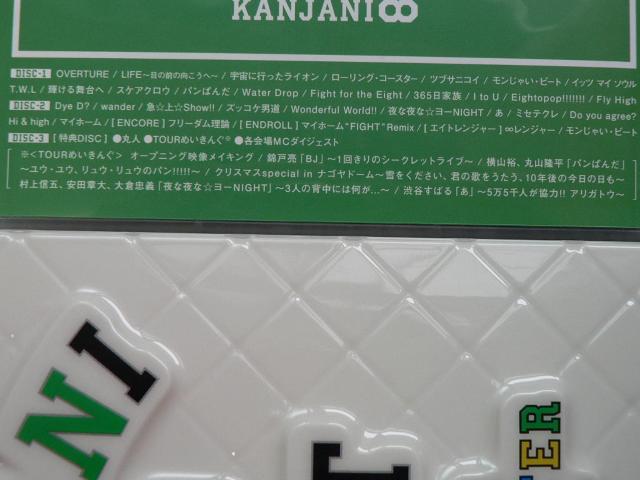 KANJANI∞
DISC-1 OVERTURE / LIFE〜目の前の向こうへ〜 / 宇宙に行ったライオン / ローリング・コースター / ツブサニコイ / モンじゃい・ビート / イッツ マイ ソウル
T.W.L / 輝ける舞台へ / スケアクロウ / パンぱんだ / Water Drop / Fight for the Eight / 365日家族 / I to U / Eightopop!!!!!!! / Fly High
DISC-2 Dye D? / wander / 急☆上☆Show!! / ズッコケ男道 / Wonderful World!! / 夜な夜な☆ヨーNIGHT / あ / ミセテクレ / Do you agree?
Hi & high / マイホーム / [ ENCORE ] フリーダム理論 / [ ENDROLL ] マイホーム"FIGHT" Remix / [ エイトレンジャー ] ∞レンジャー / モンじゃい・ビート
DISC-3 [ 特典DISC ] ●丸人 ●TOURめいきんぐ※ ●各会場MCダイジェスト
※<TOURめいきんぐ> オープニング映像メイキング / 錦戸亮「BJ」〜1回きりのシークレットライブ〜 / 横山裕、丸山隆平「パンぱんだ」
〜ユウ・ユウ、リュウ・リュウのパン!!!!!〜 / クリスマスspecial in ナゴヤドーム〜雪をください、君の歌をうたう、10年後の今日の日も〜
村上信五、安田章大、大倉忠義「夜な夜な☆ヨーNIGHT」〜3人の背中には何が…〜 / 渋谷すばる「あ」〜5万5千人が協力!! アリガトウ〜
NI
TER